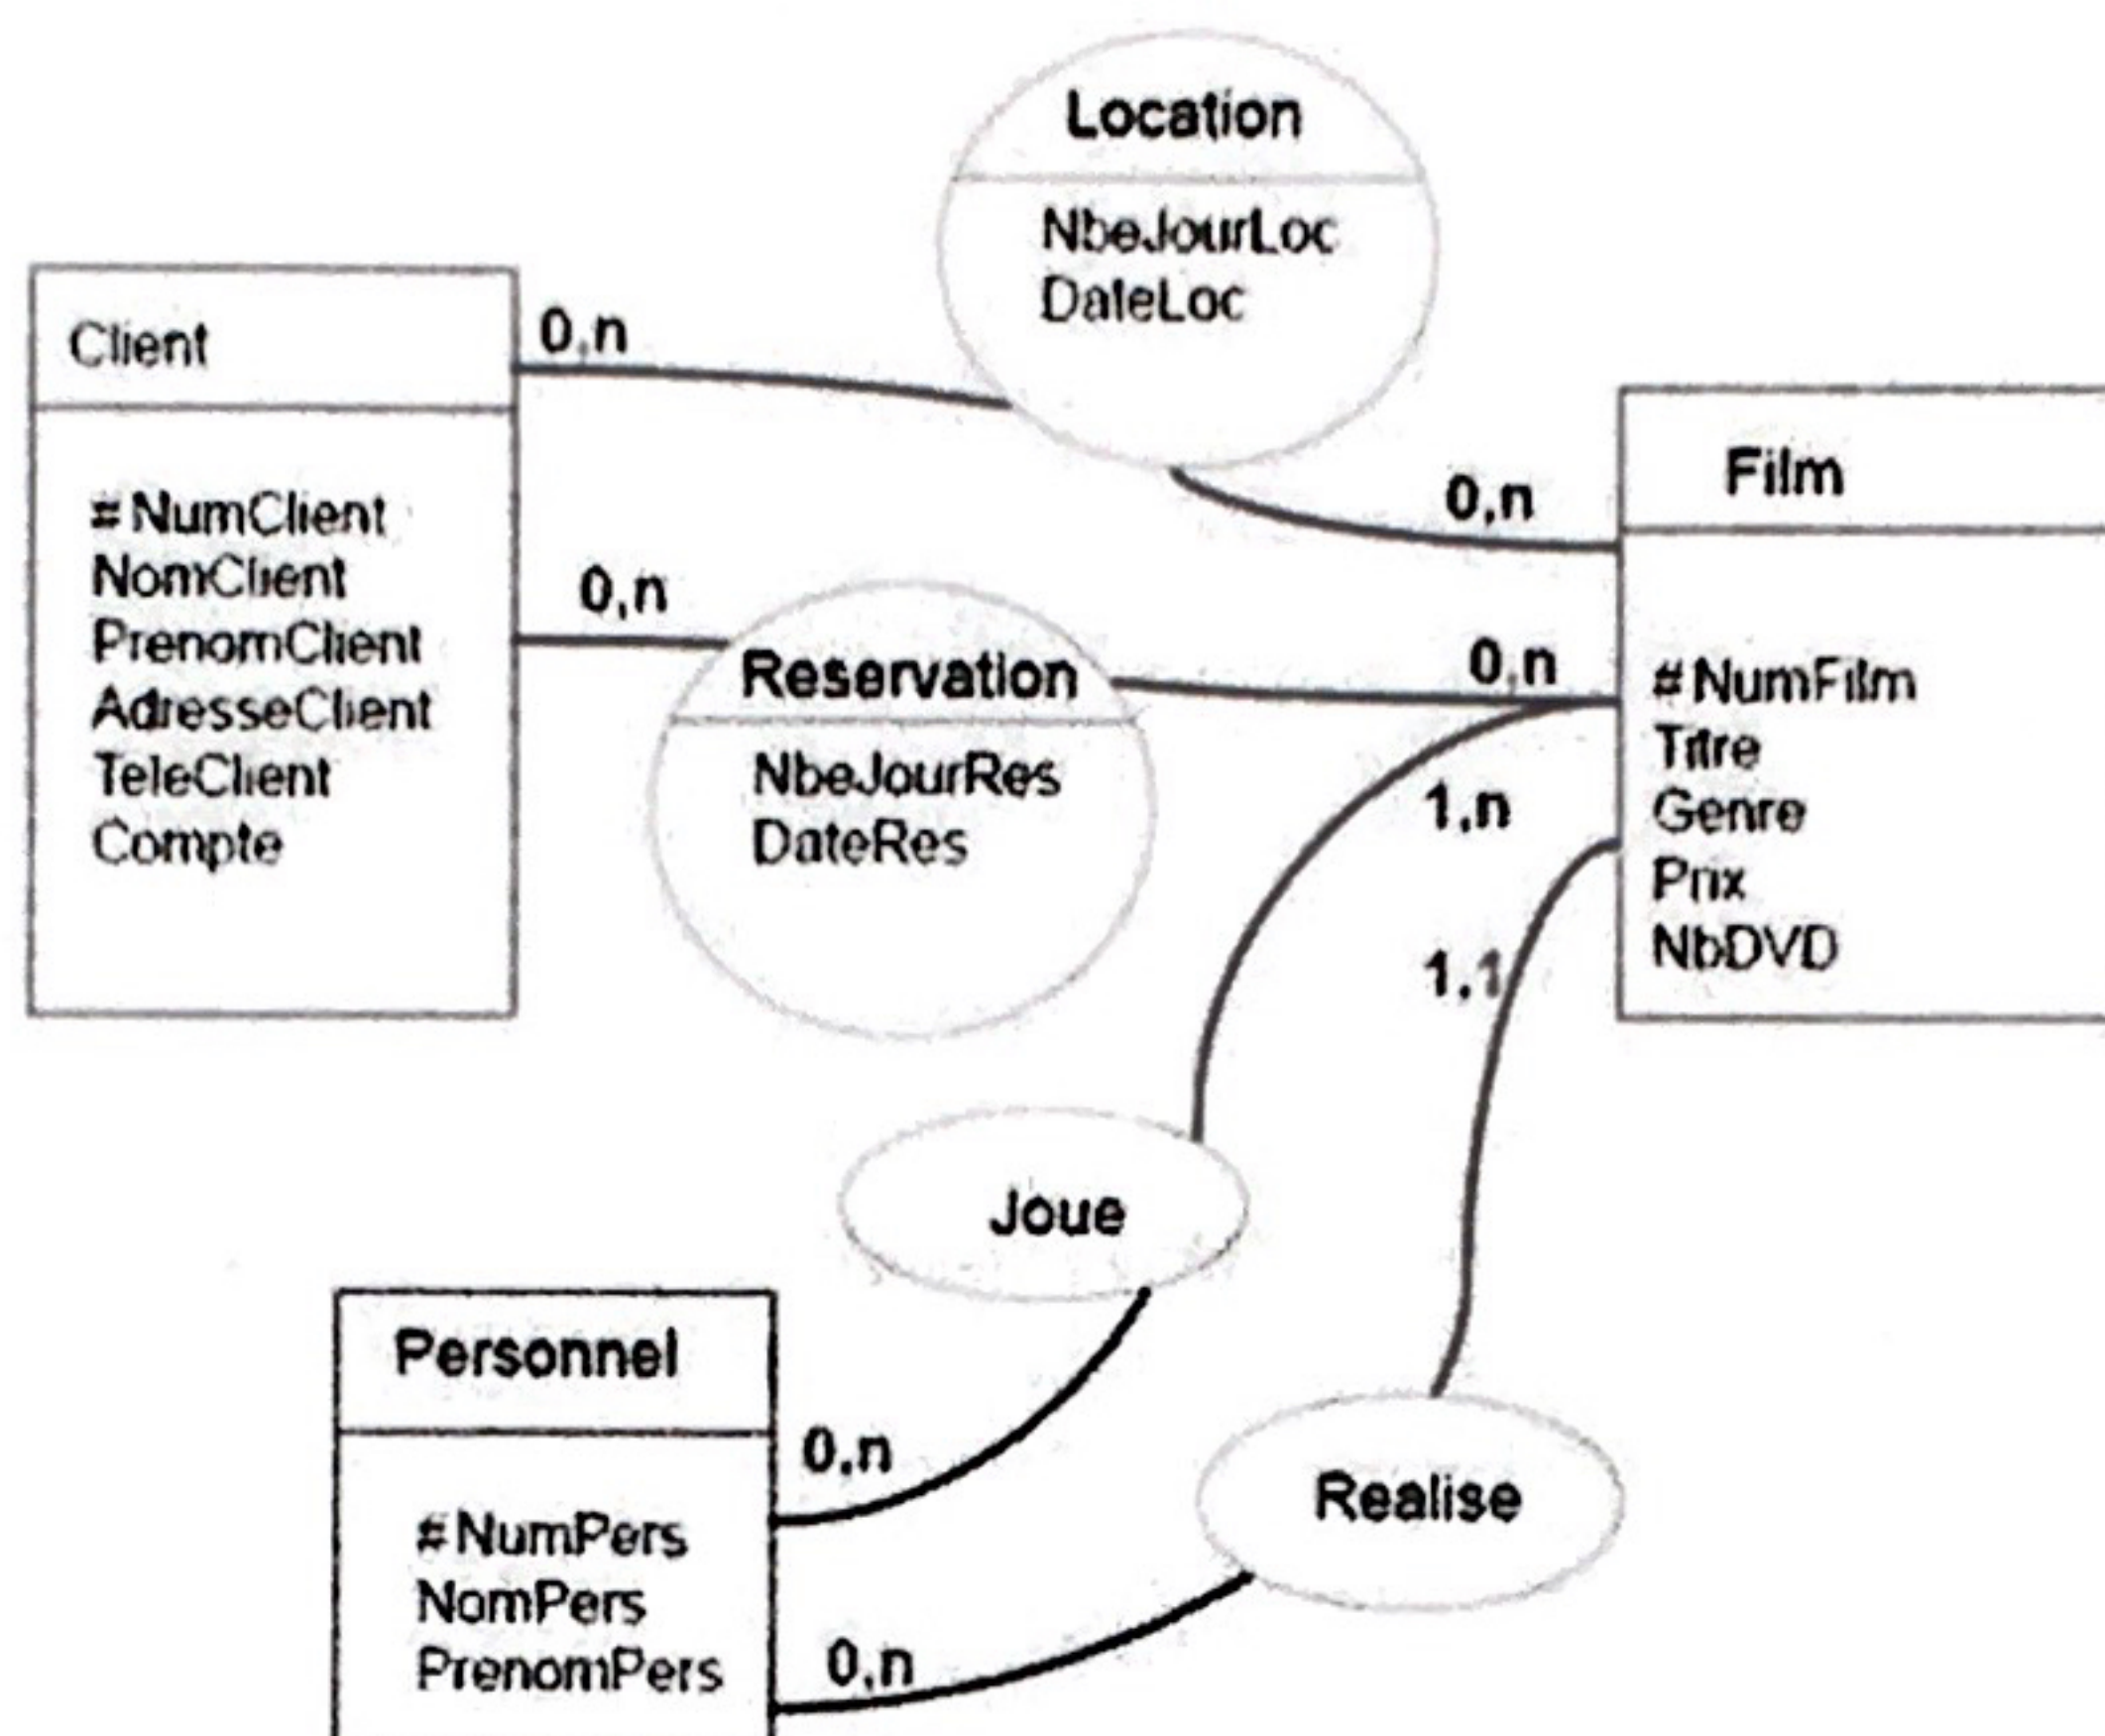 Location
NbeJourLoc
DateLoc
Client
0,n
#NumClient
NomClient
PrenomClient
AdresseClient
TeleClient
Compte
0,n
Film
0,n
#NumFilm
Titre
Genre
Prix
NbDVD
0,n
Reservation
NbeJourRes
DateRes
0,n
1,n
1,1
Joue
Personnel
0,n
#NumPers
NomPers
PrenomPers
0,n
Realise